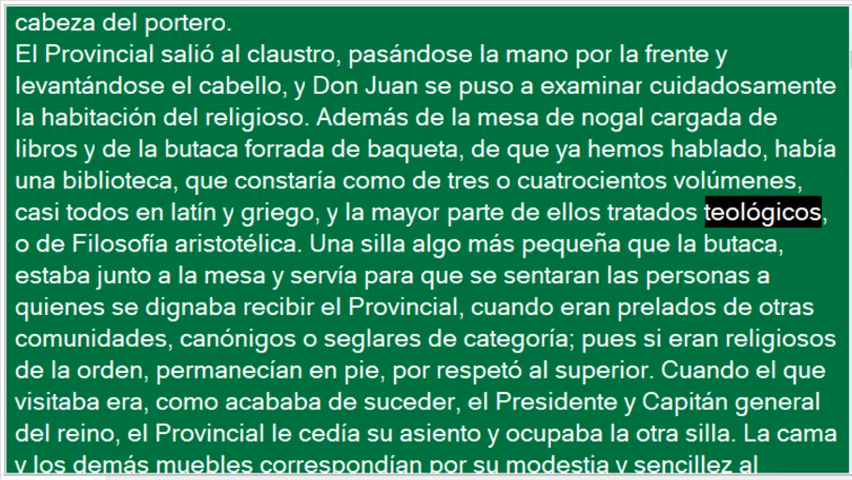 cabeza del portero.
El Provincial salió al claustro, pasándose la mano por la frente y
levantándose el cabello, y Don Juan se puso a examinar cuidadosamente
la habitación del religioso. Además de la mesa de nogal cargada de
libros y de la butaca forrada de baqueta, de que ya hemos hablado, había
una biblioteca, que constaría como de tres o cuatrocientos volúmenes,
casi todos en latín y griego, y la mayor parte de ellos tratados teológicos,
o de Filosofía aristotélica. Una silla algo más pequeña que la butaca,
estaba junto a la mesa y servía para que se sentaran las personas a
quienes se dignaba recibir el Provincial, cuando eran prelados de otras
comunidades, canónigos o seglares de categoría; pues si eran religiosos
de la orden, permanecían en pie, por respetó al superior. Cuando el que
visitaba era, como acababa de suceder, el Presidente y Capitán general
del reino, el Provincial le cedía su asiento y ocupaba la otra silla. La cama
y los demás muebles correspondían por su modestia y sencillez al